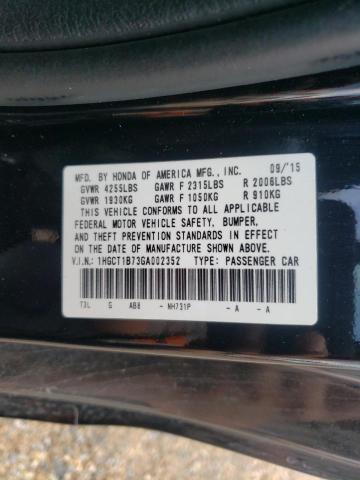 MFD. BY HONDA OF AMERICA MFG., INC. 09/'15
GVWR 4255LBS GAWR F 2315LBS R 2006LBS
GVWR 1930KG GAWR F 1050KG R 910KG
THIS VEHICLE CONFORMS TO ALL APPLICABLE
FEDERAL MOTOR VEHICLE SAFETY, BUMPER,
AND THEFT PREVENTION STANDARDS IN EFFECT
ON THE DATE OF MANUFACTURE SHOWN ABOVE.
V.I.N.: 1HGCT1B73GA002352 TYPE: PASSENGER CAR
T3L G AB8 - NH731P - A - A